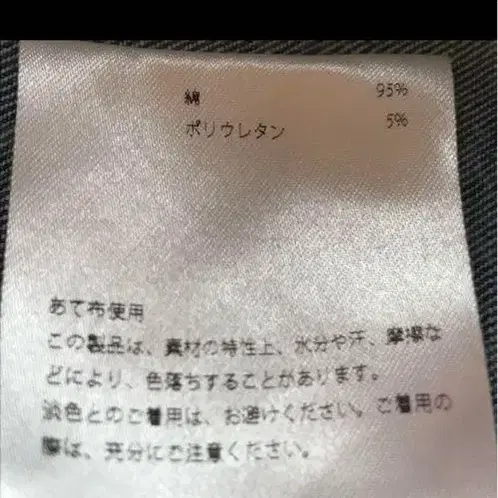 綿 95%
ポリウレタン 5%
あて布使用
この製品は、素材の特性上、水分や汗、摩擦な
どにより、色落ちすることがあります。
淡色とのご着用は、お避けください。ご着用の
際は、充分にご注意ください。